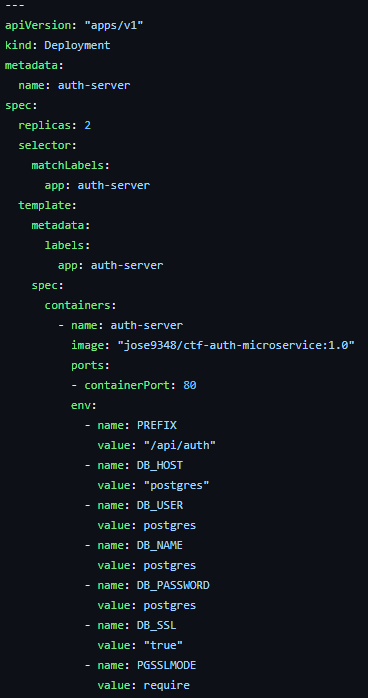 ---
apiVersion: "apps/v1"
kind: Deployment
metadata:
  name: auth-server
spec:
  replicas: 2
  selector:
    matchLabels:
      app: auth-server
  template:
    metadata:
      labels:
        app: auth-server
    spec:
      containers:
        - name: auth-server
          image: "jose9348/ctf-auth-microservice:1.0"
          ports:
          - containerPort: 80
          env:
            - name: PREFIX
              value: "/api/auth"
            - name: DB_HOST
              value: "postgres"
            - name: DB_USER
              value: postgres
            - name: DB_NAME
              value: postgres
            - name: DB_PASSWORD
              value: postgres
            - name: DB_SSL
              value: "true"
            - name: PGSSLMODE
              value: require